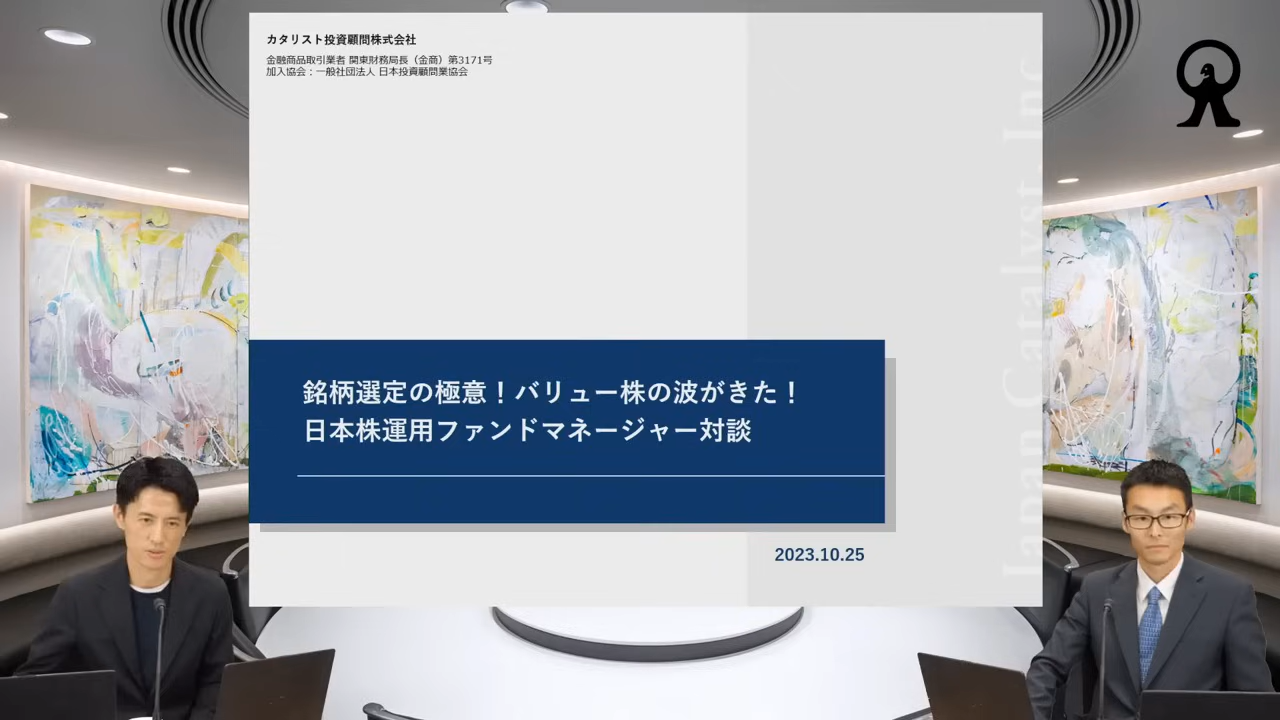 カタリスト投資顧問株式会社
金融商品取引業者 関東財務局長（金商）第3171号
加入協会：一般社団法人 日本投資顧問業協会
銘柄選定の極意！バリュー株の波がきた！
日本株運用ファンドマネージャー対談
2023.10.25
Japan Catalyst, Inc